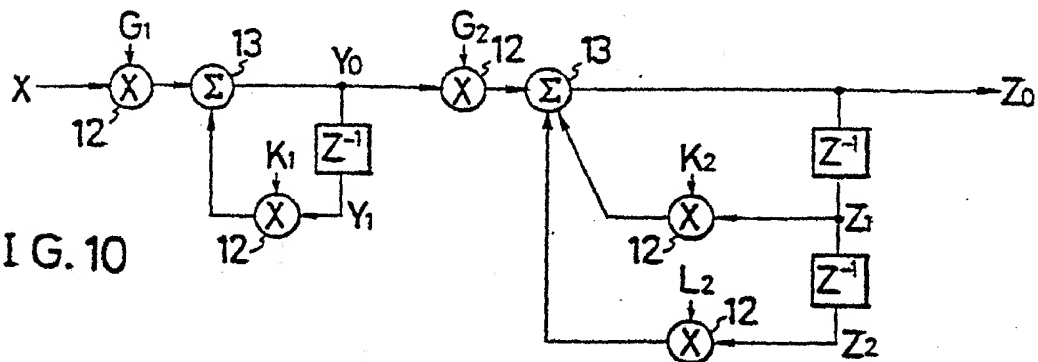 G₁ 13 Y₀ G₂ 12 13
X X Σ X Σ Z₀
12
Z⁻¹ Z⁻¹
K₁ K₂
X Y₁ X Z₁
12 12
I G. 10
Z⁻¹
L₂
X 12 Z₂